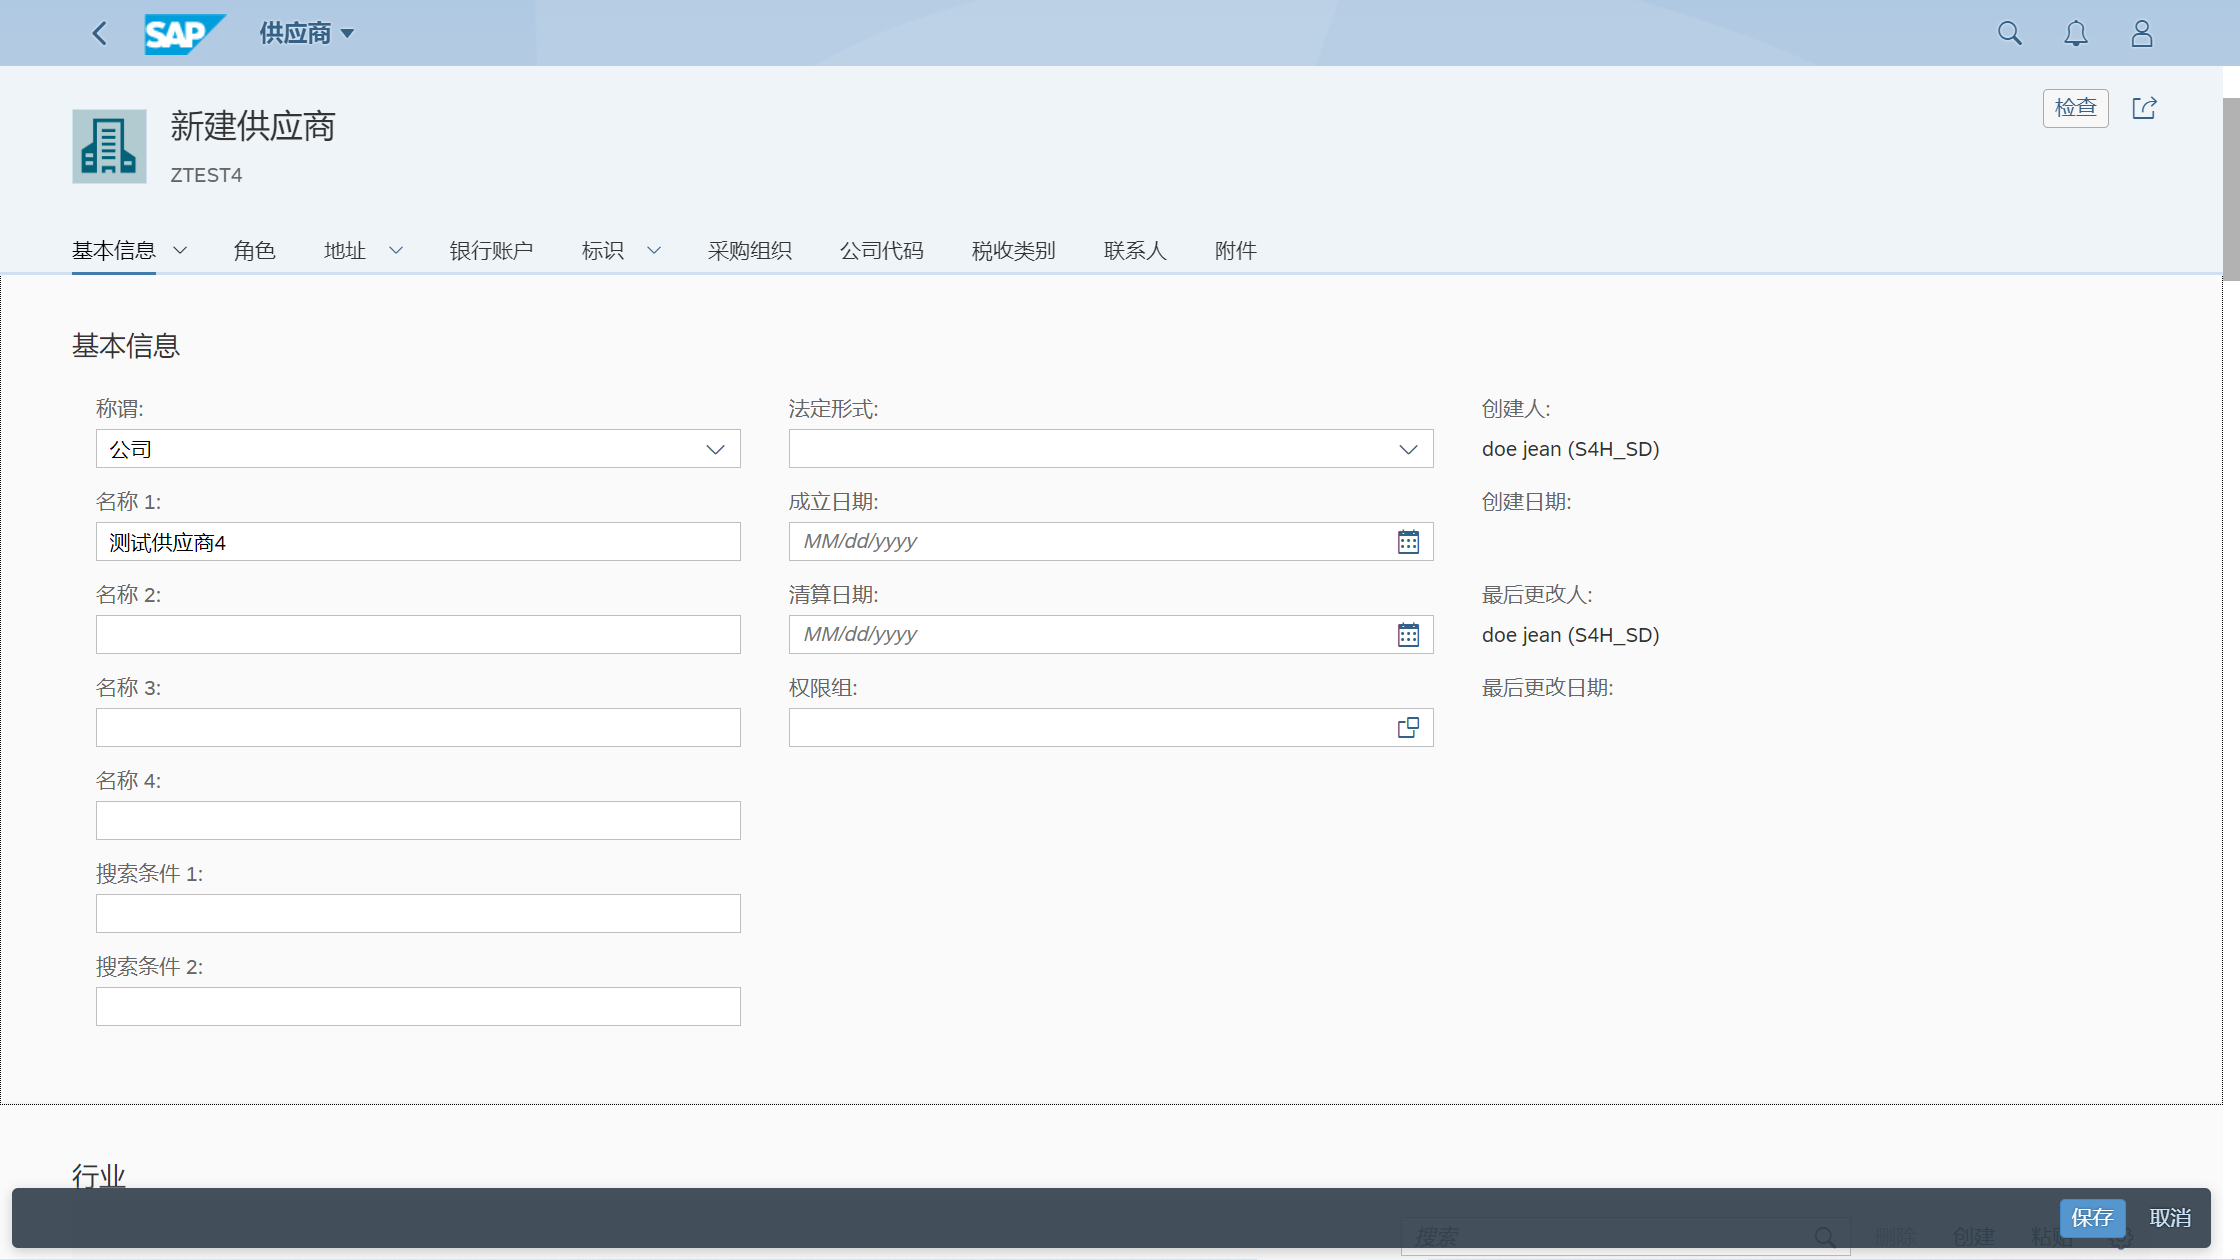 SAP 供应商
新建供应商
ZTEST4
检查
基本信息 角色 地址 银行账户 标识 采购组织 公司代码 税收类别 联系人 附件
基本信息
称谓:
公司
名称 1:
测试供应商4
名称 2:
名称 3:
名称 4:
搜索条件 1:
搜索条件 2:
法定形式:
成立日期:
MM/dd/yyyy
清算日期:
MM/dd/yyyy
权限组:
创建人:
doe jean (S4H_SD)
创建日期:
最后更改人:
doe jean (S4H_SD)
最后更改日期:
行业
搜索 删除 创建 粘贴
保存 取消